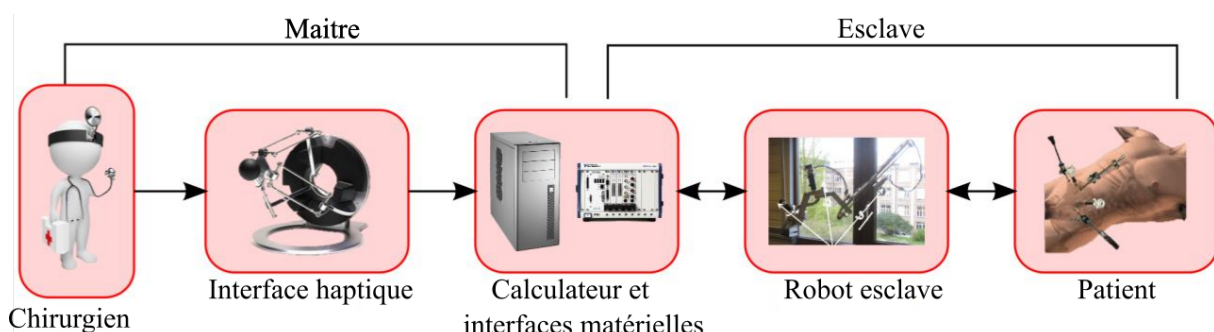 Maitre
Esclave
Chirurgien
Interface haptique
Calculateur et
interfaces matérielles
Robot esclave
Patient